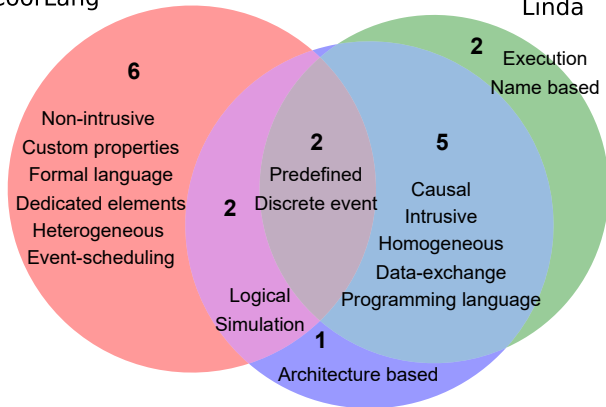 Linda
6
Non-intrusive
Custom properties
Formal language
Dedicated elements
Heterogeneous
Event-scheduling
2
Logical
Simulation
2
Predefined
Discrete event
5
Causal
Intrusive
Homogeneous
Data-exchange
Programming language
2
Execution
Name based
1
Architecture based